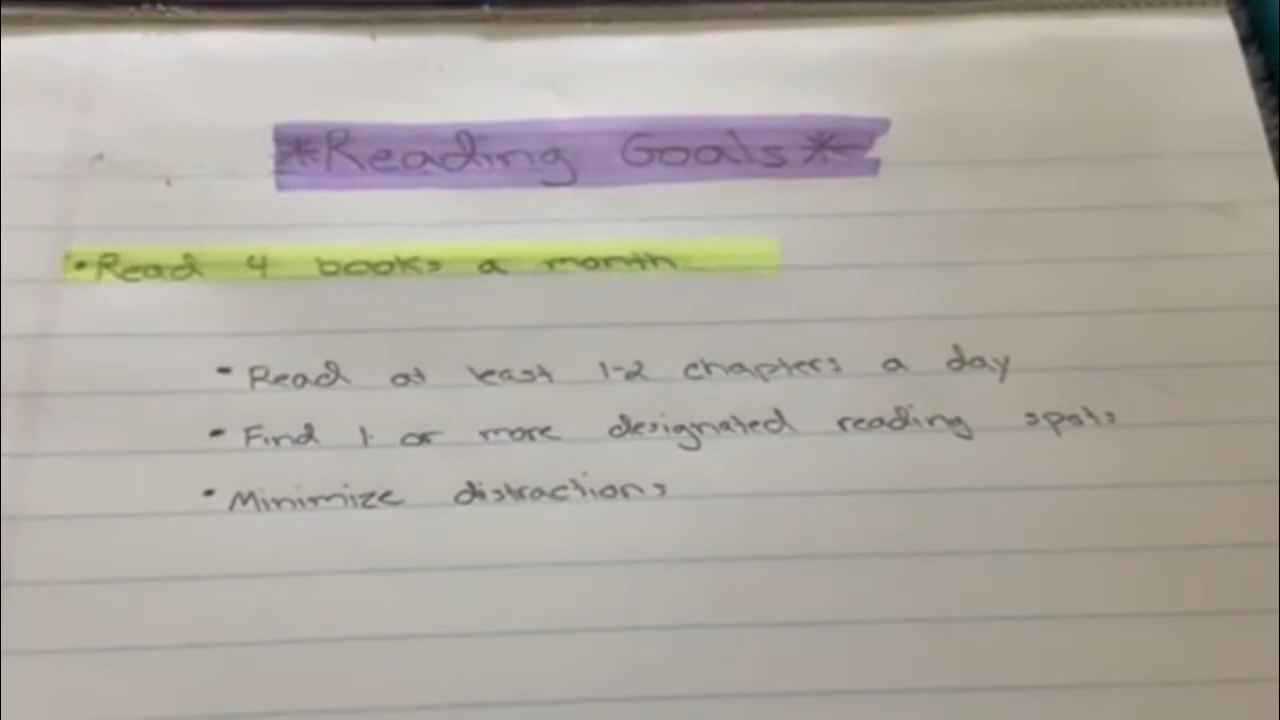 *Reading Goals*
•Read 4 books a month
• Read at least 1-2 chapters a day
• Find 1 or more designated reading spots
• Minimize distractions